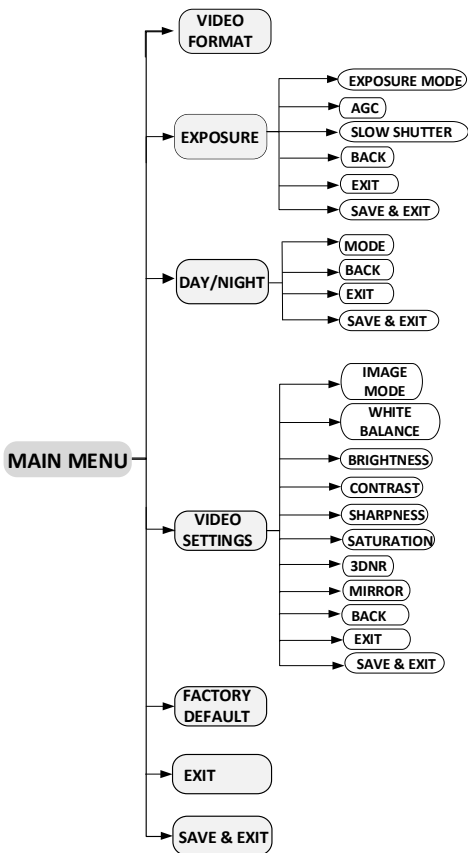 MAIN MENU
VIDEO
FORMAT
EXPOSURE
EXPOSURE MODE
AGC
SLOW SHUTTER
BACK
EXIT
SAVE & EXIT
DAY/NIGHT
MODE
BACK
EXIT
SAVE & EXIT
VIDEO
SETTINGS
IMAGE
MODE
WHITE
BALANCE
BRIGHTNESS
CONTRAST
SHARPNESS
SATURATION
3DNR
MIRROR
BACK
EXIT
SAVE & EXIT
FACTORY
DEFAULT
EXIT
SAVE & EXIT